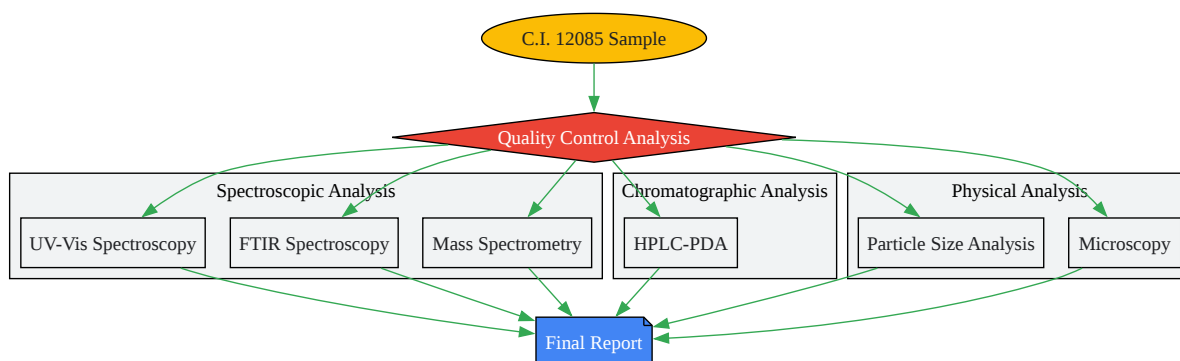 C.I. 12085 Sample
Quality Control Analysis
Spectroscopic Analysis
Chromatographic Analysis
Physical Analysis
UV-Vis Spectroscopy
FTIR Spectroscopy
Mass Spectrometry
HPLC-PDA
Particle Size Analysis
Microscopy
Final Report